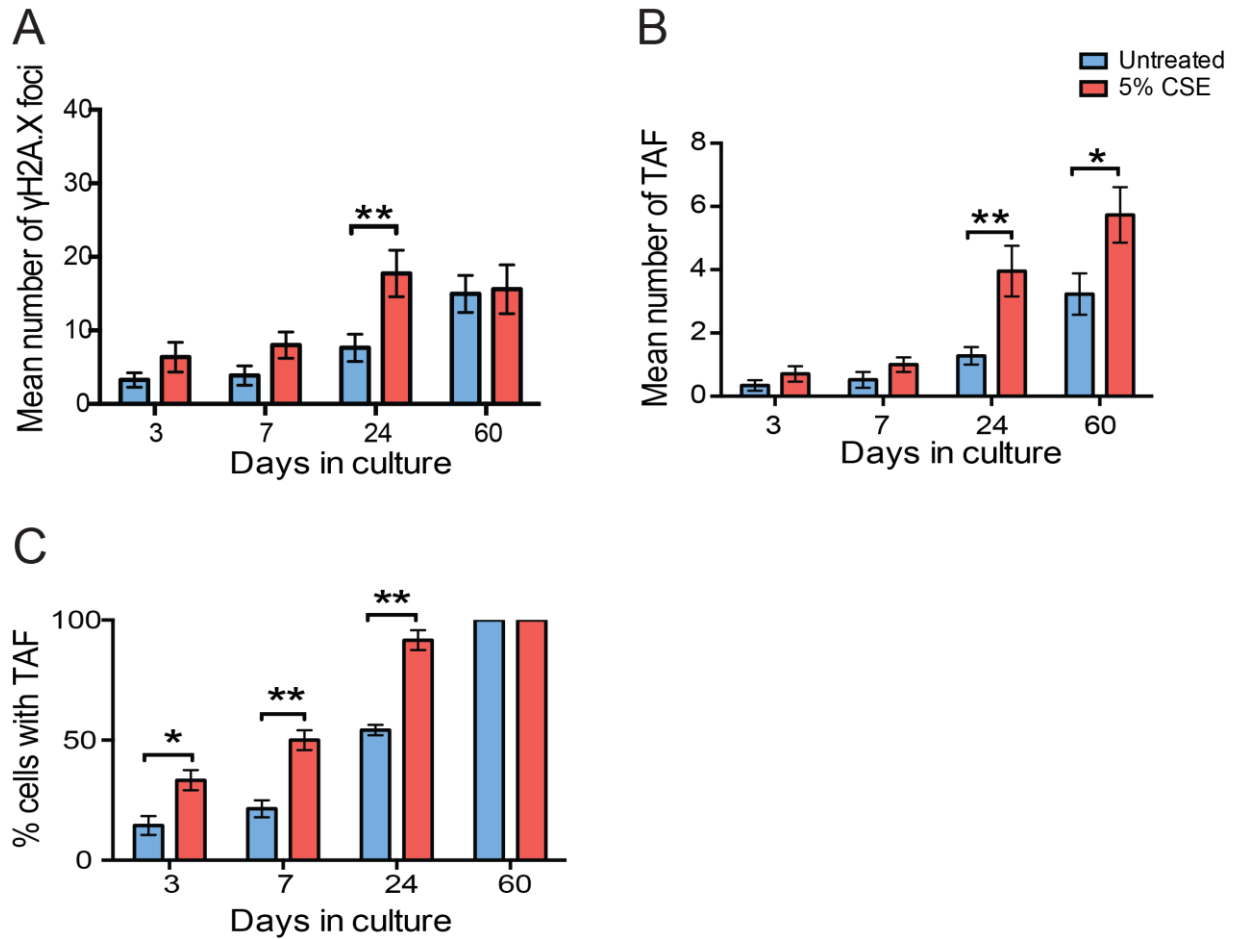 A
Mean number of γH2A.X foci
40
30
20
10
0
**
3 7 24 60
Days in culture
B
Untreated
5% CSE
Mean number of TAF
8
6
4
2
0
**
*
3 7 24 60
Days in culture
C
% cells with TAF
100
50
0
*
**
**
3 7 24 60
Days in culture